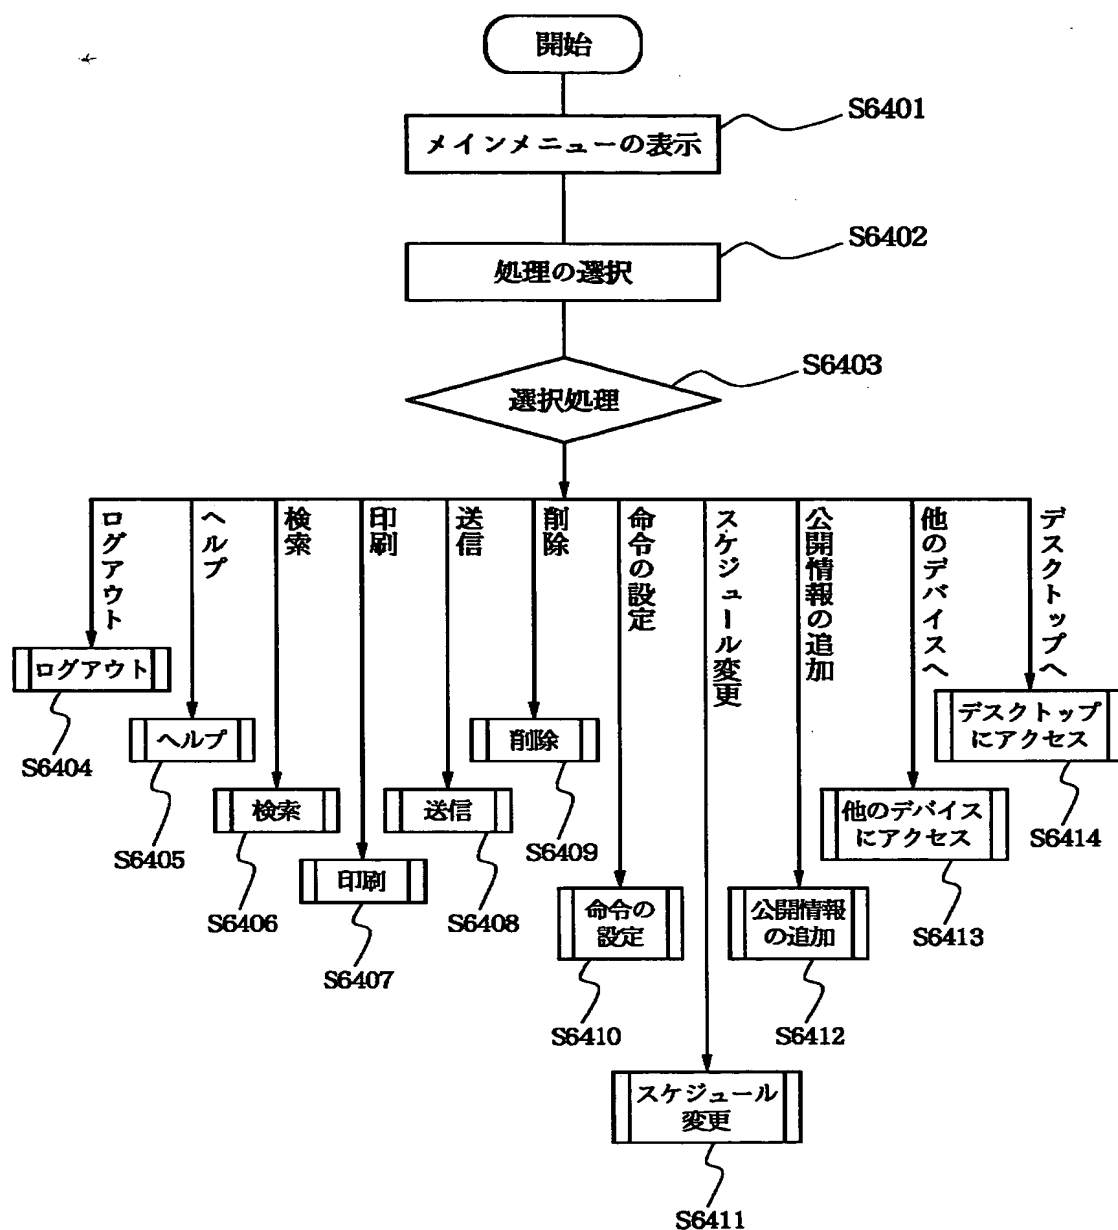 開始
メインメニューの表示
S6401
処理の選択
S6402
選択処理
S6403
ログアウト
ヘルプ
検索
印刷
送信
削除
命令の設定
スケジュール変更
公開情報の追加
他のデバイスへ
デスクトップへ
ログアウト
S6404
ヘルプ
S6405
検索
S6406
印刷
S6407
送信
S6408
削除
S6409
命令の
設定
S6410
スケジュール
変更
S6411
公開情報
の追加
S6412
他のデバイス
にアクセス
S6413
デスクトップ
にアクセス
S6414